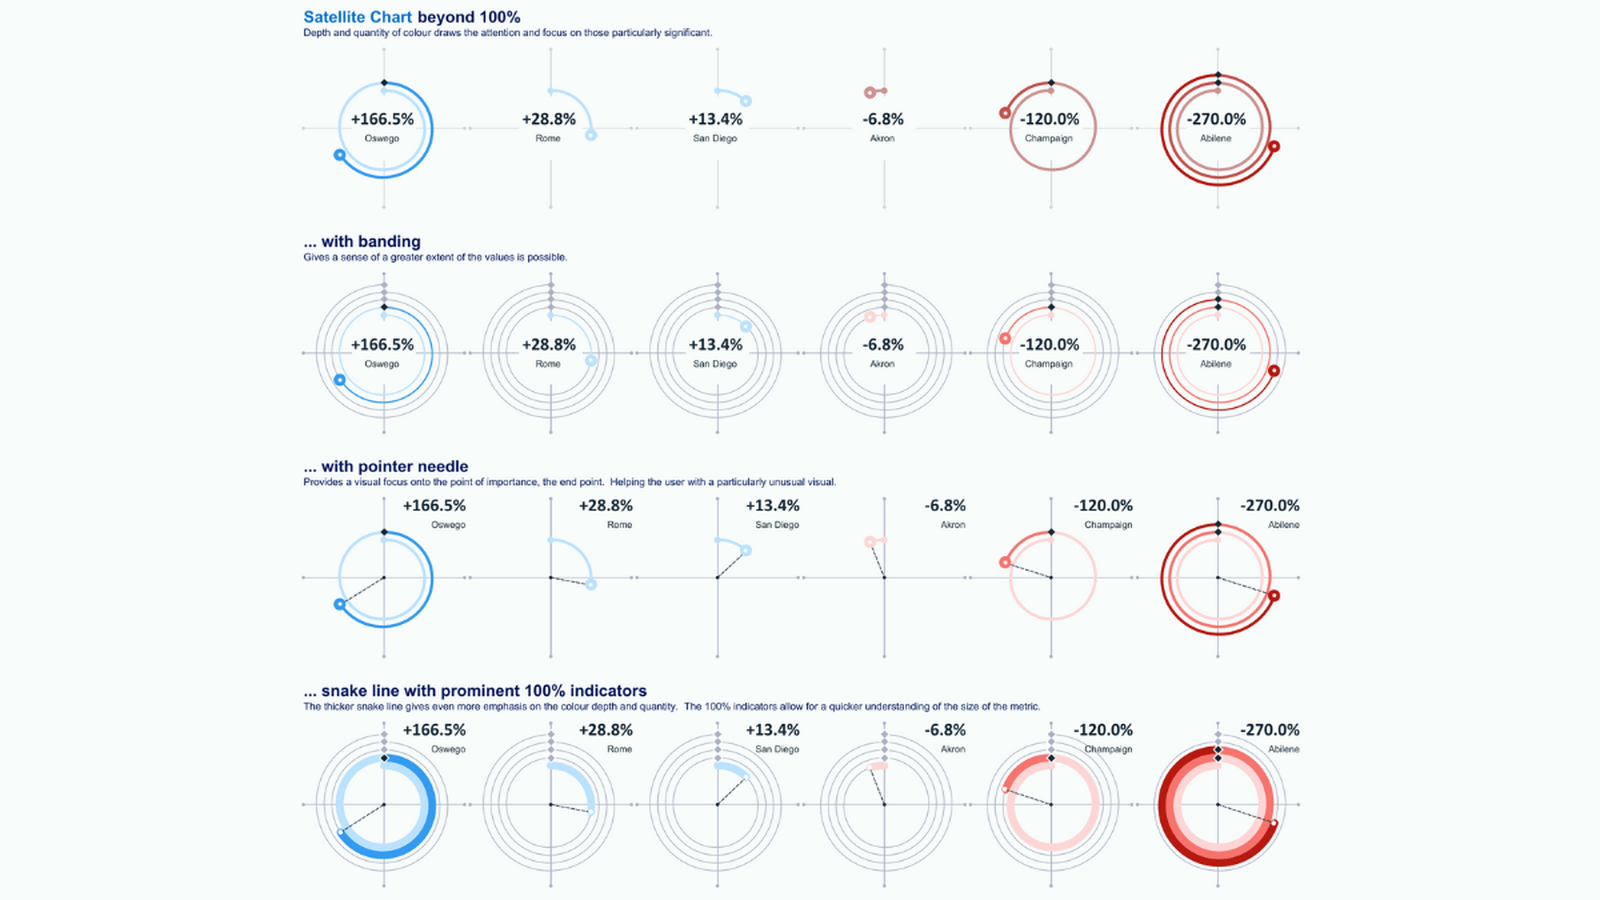 Satellite Chart beyond 100%
Depth and quantity of colour draws the attention and focus on those particularly significant.
+166.5% +28.8% +13.4% -6.8% -120.0% -270.0%
Oswego Rome San Diego Akron Champaign Abilene
... with banding
Gives a sense of a greater extent of the values is possible.
+166.5% +28.8% +13.4% -6.8% -120.0% -270.0%
Oswego Rome San Diego Akron Champaign Abilene
... with pointer needle
Provides a visual focus onto the point of importance, the end point. Helping the user with a particularly unusual visual.
+166.5% +28.8% +13.4% -6.8% -120.0% -270.0%
Oswego Rome San Diego Akron Champaign Abilene
... snake line with prominent 100% indicators
The thicker snake line gives even more emphasis on the colour depth and quantity. The 100% indicators allow for a quicker understanding of the size of the metric.
+166.5% +28.8% +13.4% -6.8% -120.0% -270.0%
Oswego Rome San Diego Akron Champaign Abilene